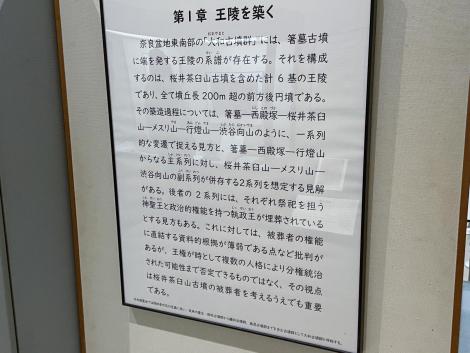 第1章 王陵を築く
奈良盆地東南部の「大和古墳群」には、箸墓古墳
に端を発する王陵の系譜が存在する。それを構成
するのは、桜井茶臼山古墳を含めた計6基の王陵
であり、全て墳丘長200m超の前方後円墳である。
その築造過程については、箸墓―西殿塚―桜井茶臼
山―メスリ山―行燈山―渋谷向山のように、一系列
的な変遷で捉える見方と、箸墓―西殿塚―行燈山
からなる主系列に対し、桜井茶臼山―メスリ山―
渋谷向山の副系列が併存する2系列を想定する見解
がある。後者の2系列には、それぞれ祭祀を担う
神聖王と政治的権能を持つ執政王が埋葬されている
とする見方もある。これに対しては、被葬者の権能
に直結する資料的根拠が薄弱である点など批判が
あるが、王権が時として複数の人格により分権統治
された可能性まで否定できるものではなく、その視点
は桜井茶臼山古墳の被葬者を考えるうえでも重要
である。